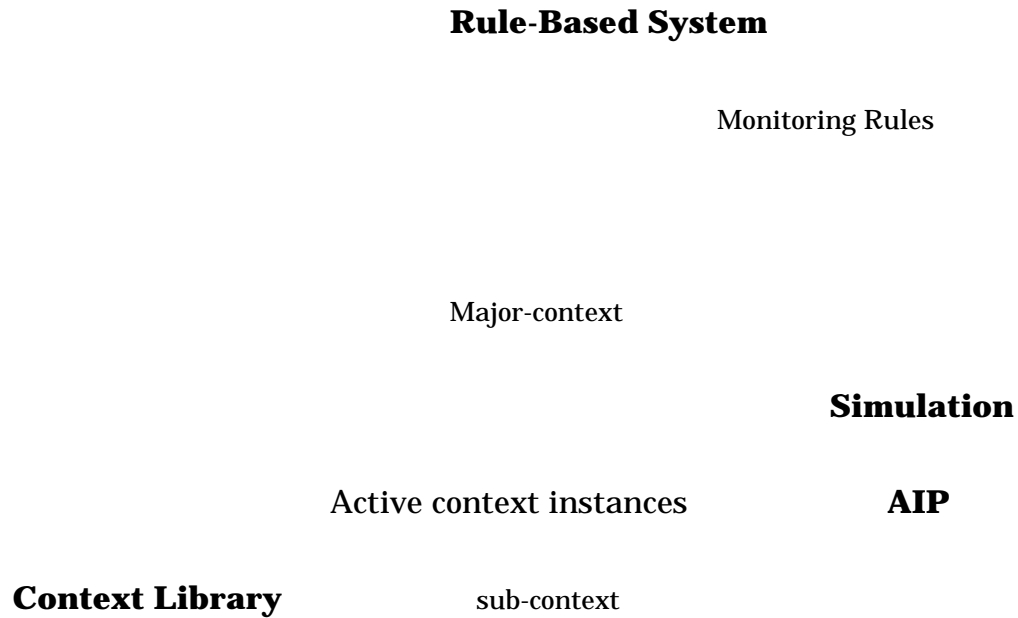 Rule-Based System
Monitoring Rules
Major-context
Simulation
Active context instances AIP
Context Library sub-context